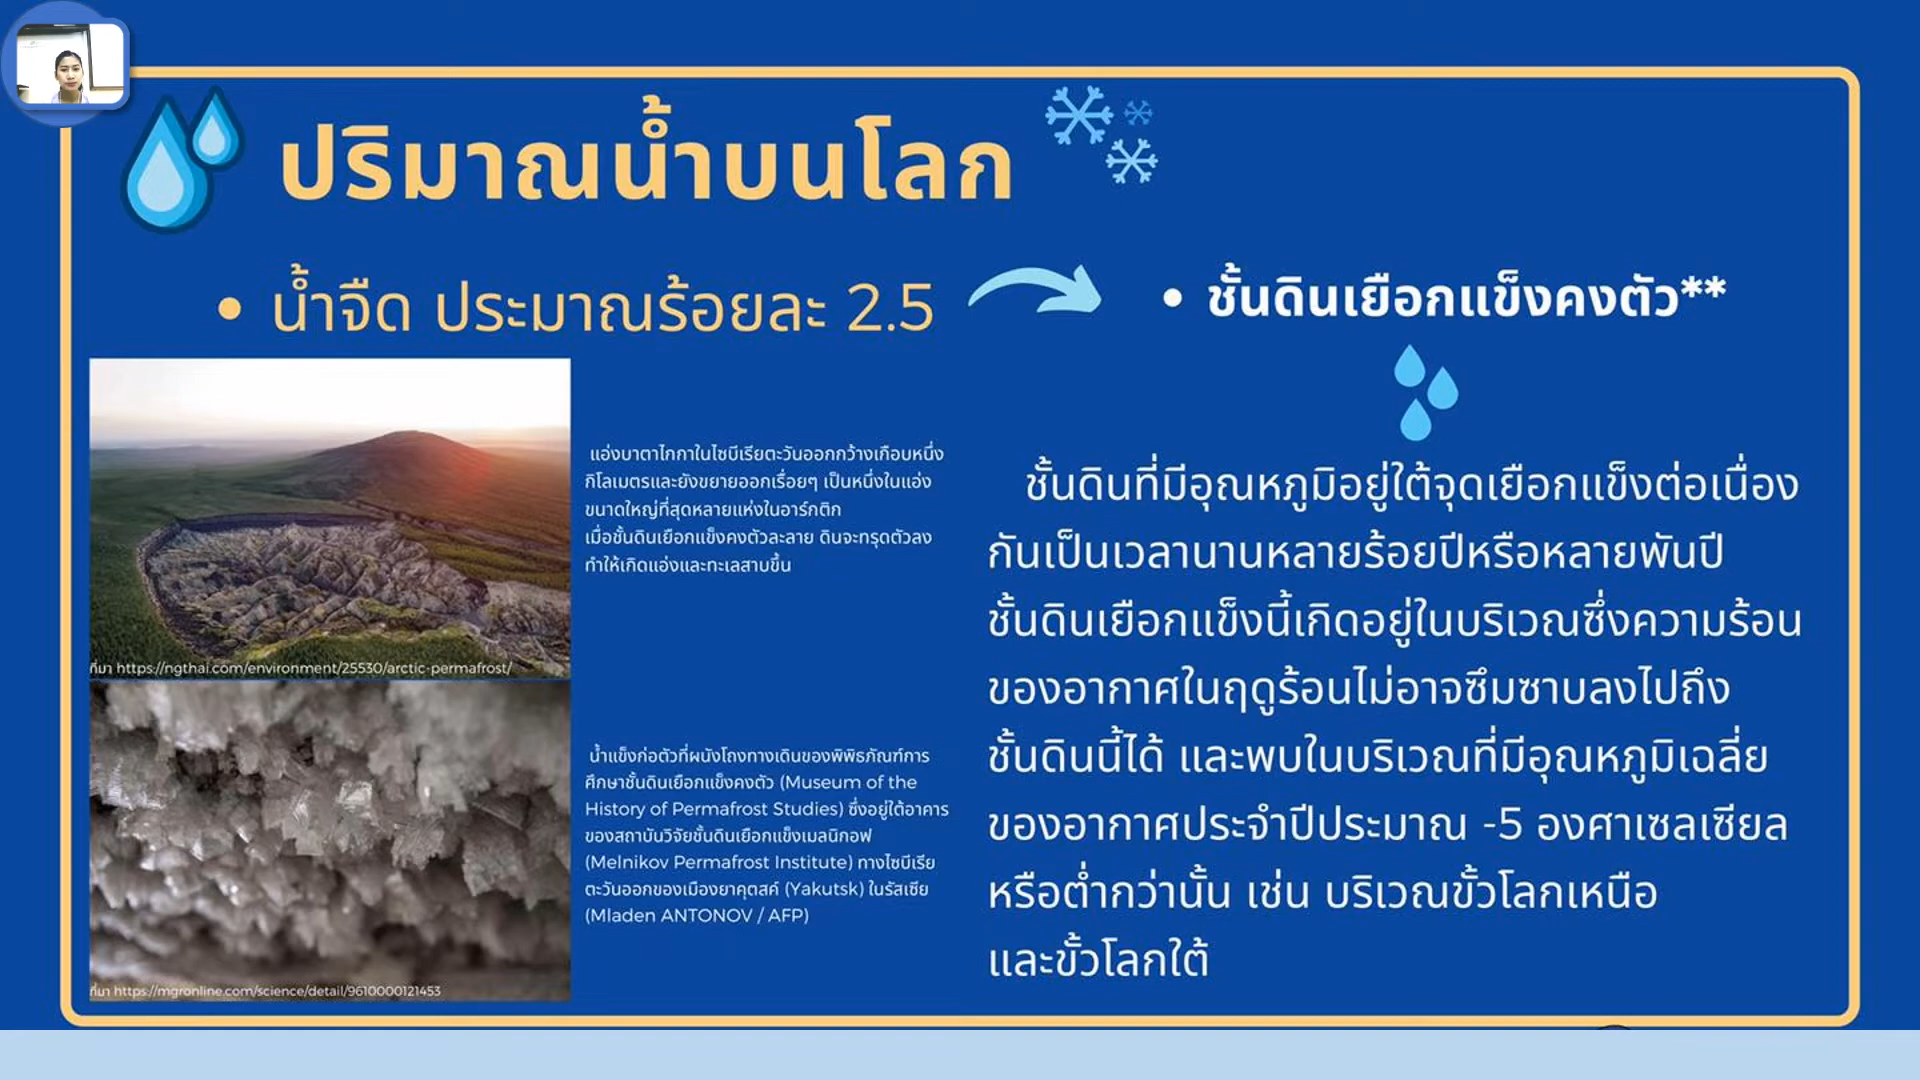 ปริมาณน้ำบนโลก
• น้ำจืด ประมาณร้อยละ 2.5
• ชั้นดินเยือกแข็งคงตัว**
แอ่งบาตาไกกาในไซบีเรียตะวันออกกว้างเกือบหนึ่ง
กิโลเมตรและยังขยายออกเรื่อยๆ เป็นหนึ่งในแอ่ง
ขนาดใหญ่ที่สุดหลายแห่งในอาร์กติก
เมื่อชั้นดินเยือกแข็งคงตัวละลาย ดินจะทรุดตัวลง
ทำให้เกิดแอ่งและทะเลสาบขึ้น
ที่มา https://ngthai.com/environment/25530/arctic-permafrost/
น้ำแข็งก่อตัวที่ผนังโถงทางเดินของพิพิธภัณฑ์การ
ศึกษาชั้นดินเยือกแข็งคงตัว (Museum of the
History of Permafrost Studies) ซึ่งอยู่ใต้อาคาร
ของสถาบันวิจัยชั้นดินเยือกแข็งเมลนิกอฟ
(Melnikov Permafrost Institute) ทางไซบีเรีย
ตะวันออกของเมืองยาคุตสค์ (Yakutsk) ในรัสเซีย
(Mladen ANTONOV / AFP)
ที่มา https://mgronline.com/science/detail/9610000121453
ชั้นดินที่มีอุณหภูมิอยู่ใต้จุดเยือกแข็งต่อเนื่อง
กันเป็นเวลานานหลายร้อยปีหรือหลายพันปี
ชั้นดินเยือกแข็งนี้เกิดอยู่ในบริเวณซึ่งความร้อน
ของอากาศในฤดูร้อนไม่อาจซึมซาบลงไปถึง
ชั้นดินนี้ได้ และพบในบริเวณที่มีอุณหภูมิเฉลี่ย
ของอากาศประจำปีประมาณ -5 องศาเซลเซียล
หรือต่ำกว่านั้น เช่น บริเวณขั้วโลกเหนือ
และขั้วโลกใต้